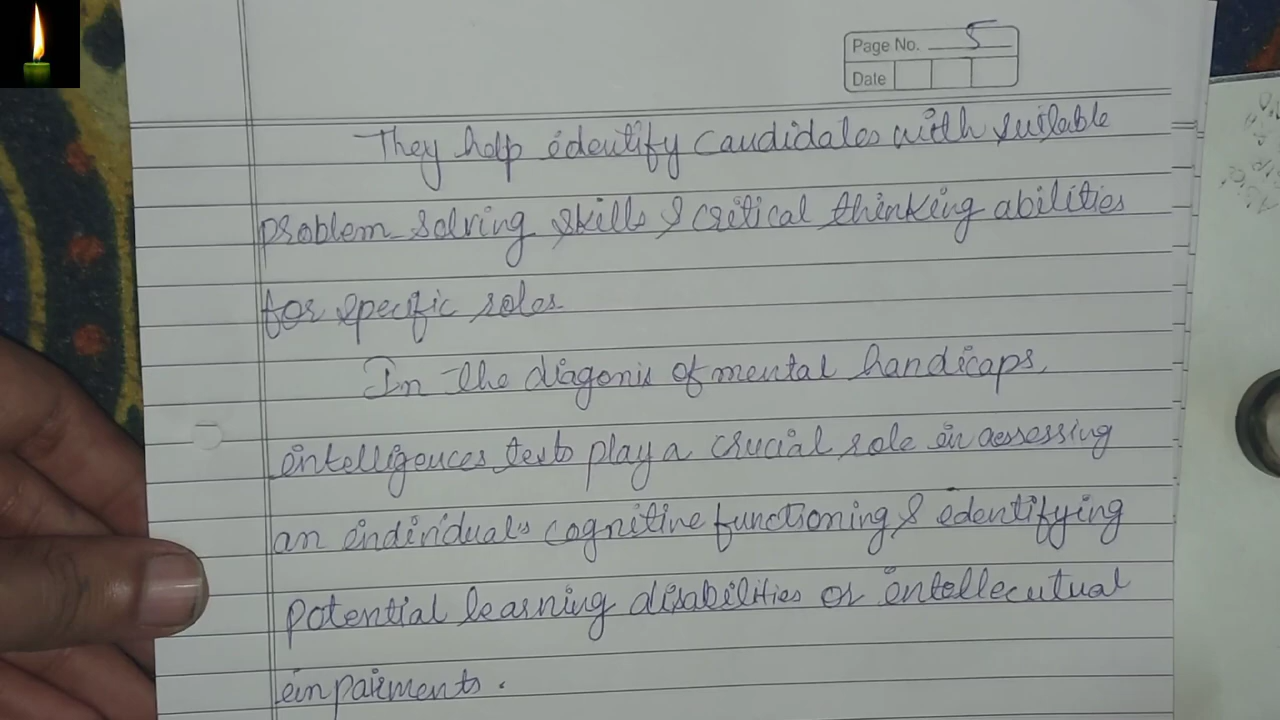 Page No. 5
Date
They help identify candidates with suitable
problem solving skills & critical thinking abilities
for specific roles.
In the diagonis of mental handicaps,
intelligences tests play a crucial role in assessing
an individual's cognitive functioning & identifying
potential learning disabilities or intellecutual
impairments.